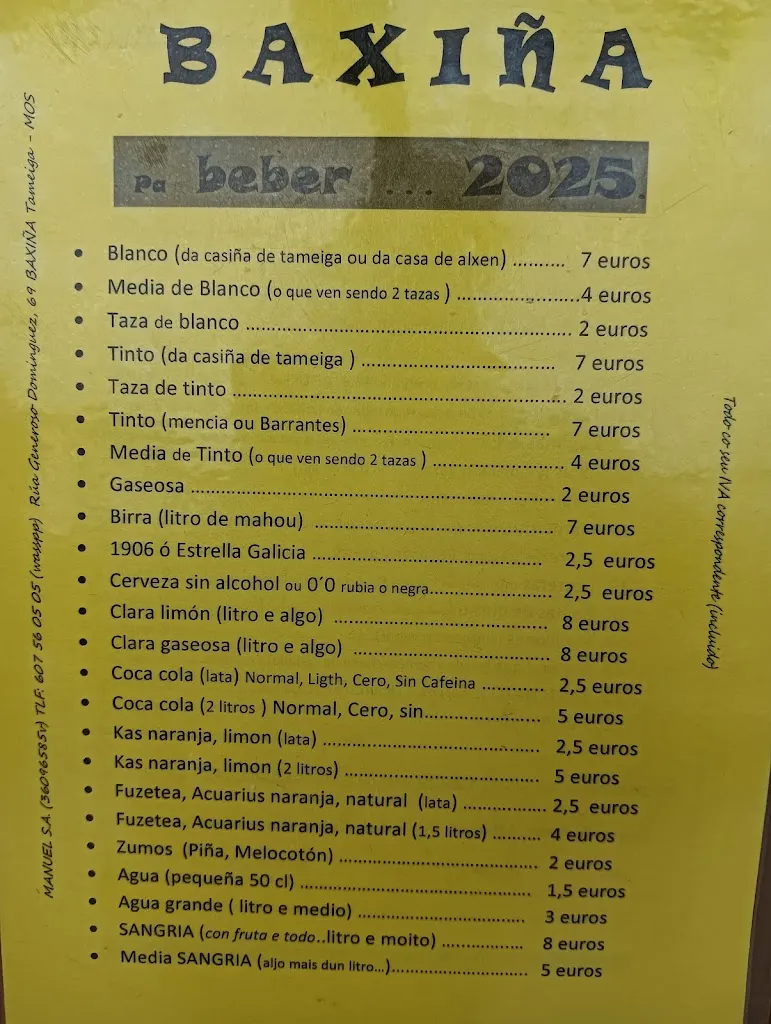 BAXIÑA
Pa beber ... 2025.
• Blanco (da casiña de tameiga ou da casa de alxen) .......... 7 euros
• Media de Blanco (o que ven sendo 2 tazas ) .......................4 euros
• Taza de blanco ............................................................. 2 euros
• Tinto (da casiña de tameiga ) ................................... 7 euros
• Taza de tinto ............................................................... 2 euros
• Tinto (mencia ou Barrantes) .................................... 7 euros
• Media de Tinto (o que ven sendo 2 tazas ) .......................... 4 euros
• Gaseosa .................................................................... 2 euros
• Birra (litro de mahou) ........................................... 7 euros
• 1906 ó Estrella Galicia ........................................... 2,5 euros
• Cerveza sin alcohol ou 0´0 rubia o negra....................... 2,5 euros
• Clara limón (litro e algo) ........................................ 8 euros
• Clara gaseosa (litro e algo) ...................................... 8 euros
• Coca cola (lata) Normal, Ligth, Cero, Sin Cafeina ............ 2,5 euros
• Coca cola (2 litros ) Normal, Cero, sin...................... 5 euros
• Kas naranja, limon (lata) .......................................... 2,5 euros
• Kas naranja, limon (2 litros) ...................................... 5 euros
• Fuzetea, Acuarius naranja, natural (lata) ................. 2,5 euros
• Fuzetea, Acuarius naranja, natural (1,5 litros) .......... 4 euros
• Zumos (Piña, Melocotón) ....................................... 2 euros
• Agua (pequeña 50 cl) ............................................. 1,5 euros
• Agua grande ( litro e medio) ................................. 3 euros
• SANGRIA (con fruta e todo..litro e moito) ................ 8 euros
• Media SANGRIA (aljo mais dun litro...)........................... 5 euros
MANUEL S.A. (36096585v) TLF. 607 56 05 05 (wasspp) Rúa Generoso Domínguez, 69 BAXIÑA Tameiga - MOS
Todo co seu IVA correspondente (incluido)